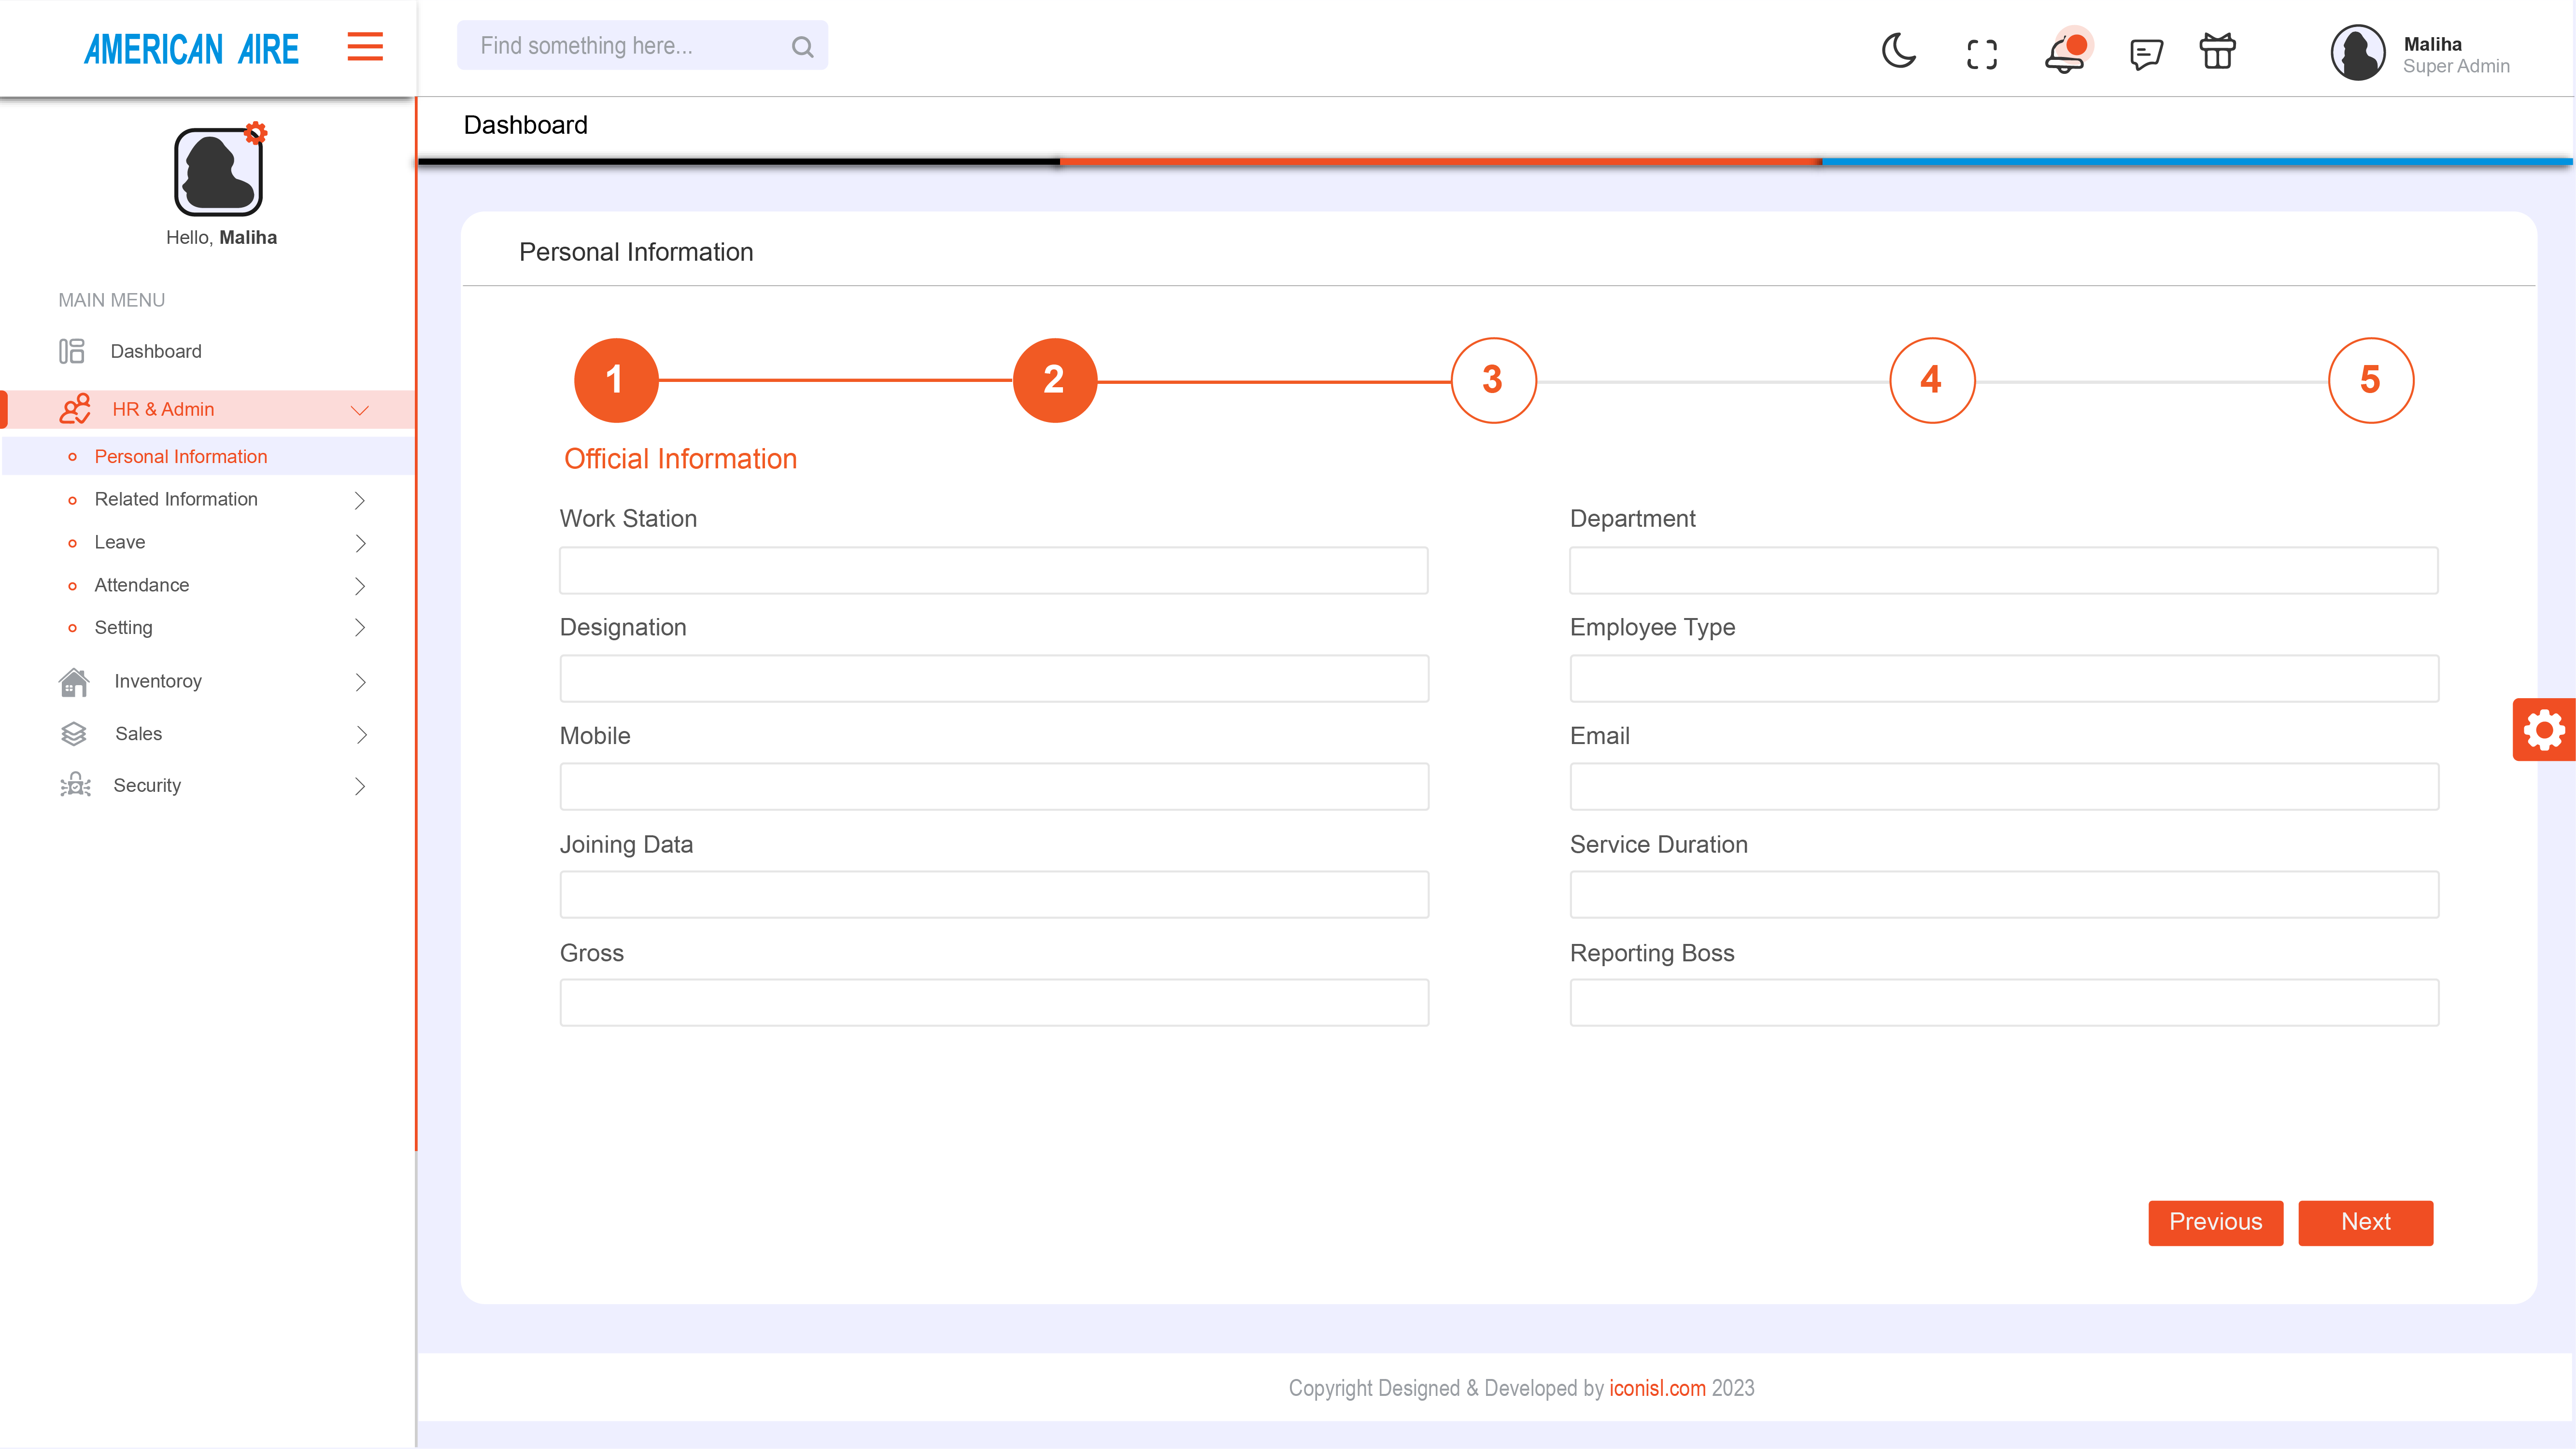 AMERICAN AIRE
Find something here...
Maliha
Super Admin
Dashboard
Hello, Maliha
MAIN MENU
Dashboard
HR & Admin
Personal Information
Related Information
Leave
Attendance
Setting
Inventoroy
Sales
Security
Personal Information
1 2 3 4 5
Official Information
Work Station
Department
Designation
Employee Type
Mobile
Email
Joining Data
Service Duration
Gross
Reporting Boss
Previous
Next
Copyright Designed & Developed by iconisl.com 2023